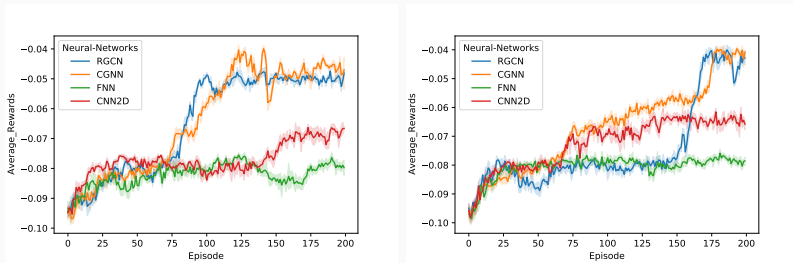 Neural-Networks
RGCN
CGNN
FNN
CNN2D
Average_Rewards
−0.04
−0.05
−0.06
−0.07
−0.08
−0.09
−0.10
0 25 50 75 100 125 150 175 200
Episode
Neural-Networks
RGCN
CGNN
FNN
CNN2D
Average_Rewards
−0.04
−0.05
−0.06
−0.07
−0.08
−0.09
−0.10
0 25 50 75 100 125 150 175 200
Episode